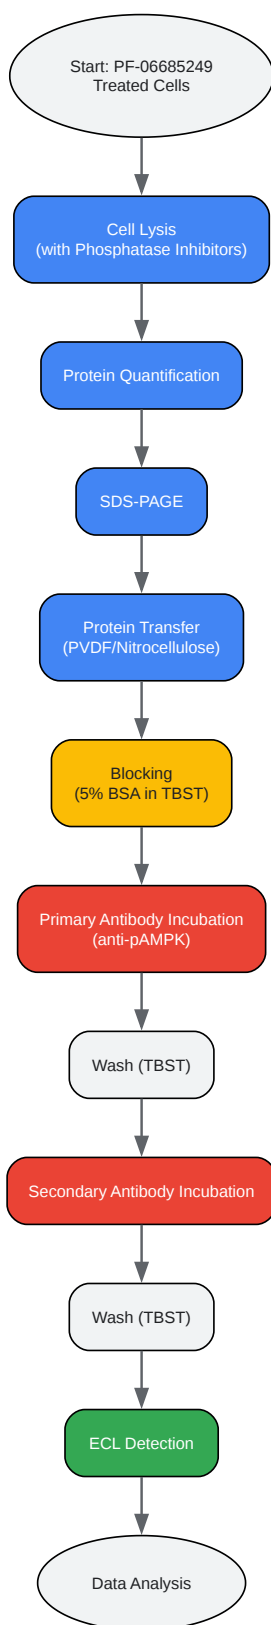 Start: PF-06685249
Treated Cells
Cell Lysis
(with Phosphatase Inhibitors)
Protein Quantification
SDS-PAGE
Protein Transfer
(PVDF/Nitrocellulose)
Blocking
(5% BSA in TBST)
Primary Antibody Incubation
(anti-pAMPK)
Wash (TBST)
Secondary Antibody Incubation
Wash (TBST)
ECL Detection
Data Analysis